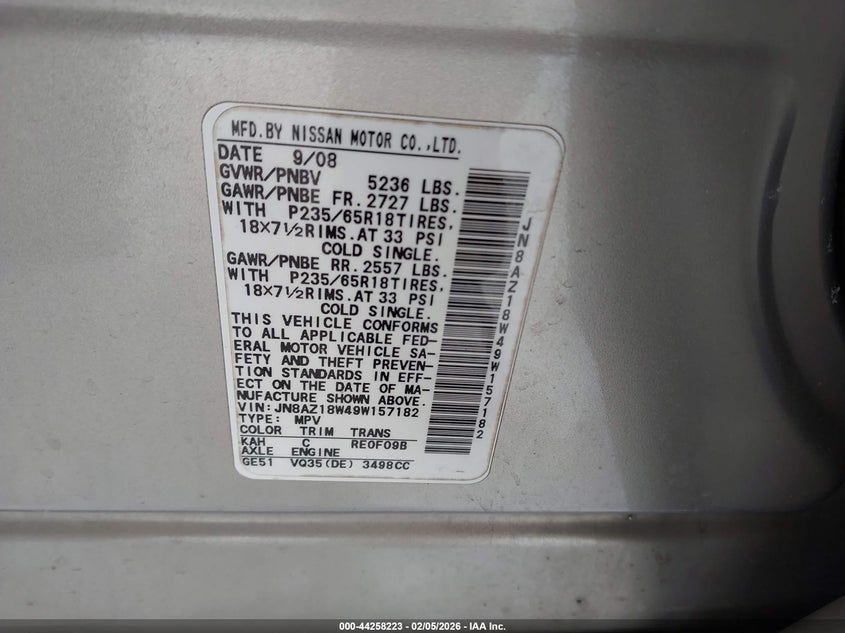 MFD.BY NISSAN MOTOR CO.,LTD.
DATE 9/08
GVWR/PNBV 5236 LBS.
GAWR/PNBE FR. 2727 LBS.
WITH P235/65R18TIRES,
18×7½RIMS.AT 33 PSI
COLD SINGLE.
GAWR/PNBE RR. 2557 LBS.
WITH P235/65R18TIRES,
18×7½RIMS.AT 33 PSI
COLD SINGLE.
THIS VEHICLE CONFORMS
TO ALL APPLICABLE FED-
ERAL MOTOR VEHICLE SA-
FETY AND THEFT PREVEN-
TION STANDARDS IN EFF-
ECT ON THE DATE OF MA-
NUFACTURE SHOWN ABOVE.
VIN: JN8AZ18W49W157182
TYPE: MPV
COLOR TRIM TRANS
KAH C RE0F09B
AXLE ENGINE
GE51 VQ35(DE) 3498CC
JN8AZ18W49W157182
000-44258223 | 02/05/2026 - IAA Inc.